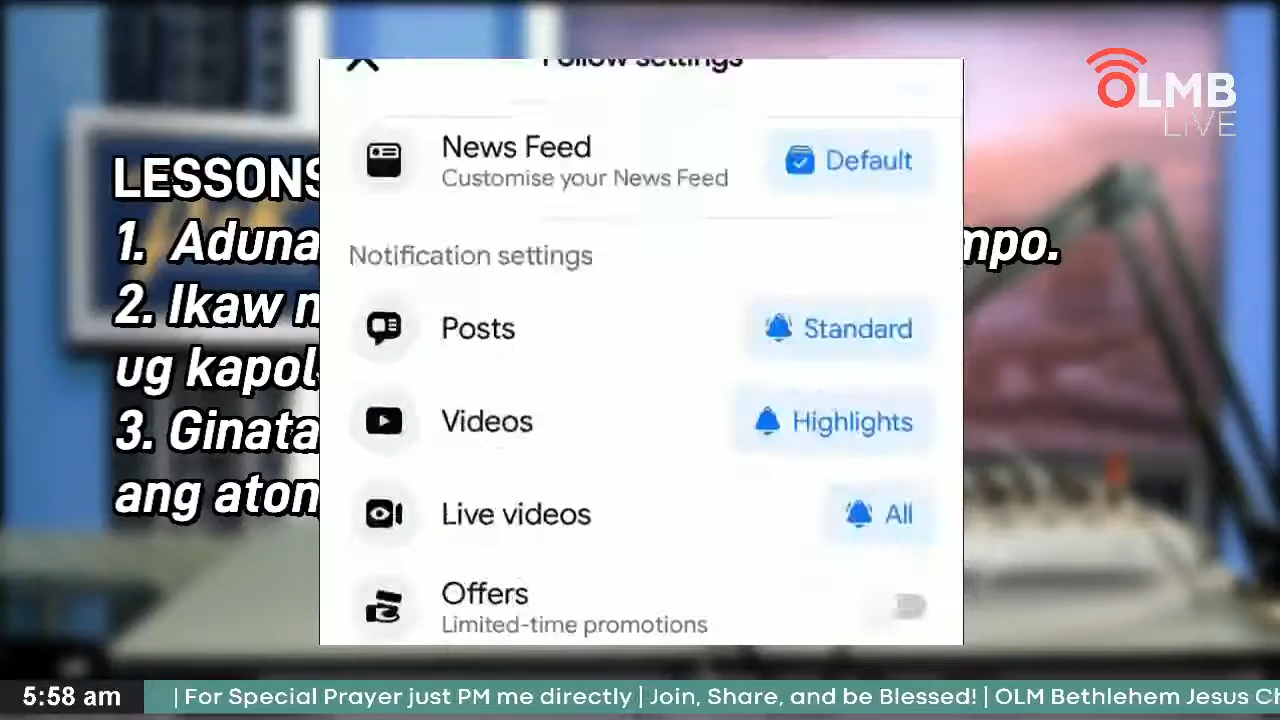 Follow settings
OLMB
LIVE
News Feed
Customise your News Feed
Default
LESSONS
1. Aduna
mpo.
Notification settings
2. Ikaw
Posts
Standard
ug kapol
Videos
Highlights
3. Ginata
ang aton
Live videos
All
Offers
Limited-time promotions
5:58 am
| For Special Prayer just PM me directly | Join, Share, and be Blessed! | OLM Bethlehem Jesus Ch